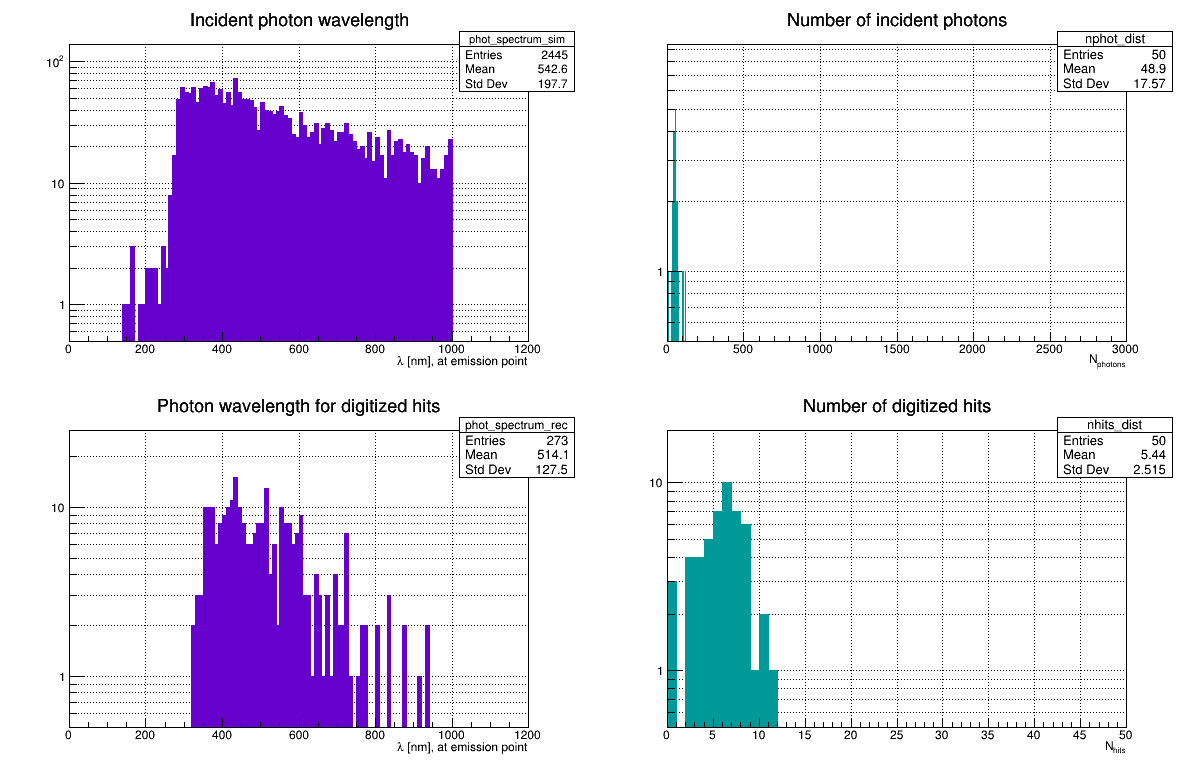 Incident photon wavelength
phot_spectrum_sim
Entries 2445
Mean 542.6
Std Dev 197.7
10²
10
1
0 200 400 600 800 1000 1200
λ [nm], at emission point
Number of incident photons
nphot_dist
Entries 50
Mean 48.9
Std Dev 17.57
1
0 500 1000 1500 2000 2500 3000
Nphotons
Photon wavelength for digitized hits
phot_spectrum_rec
Entries 273
Mean 514.1
Std Dev 127.5
10
1
0 200 400 600 800 1000 1200
λ [nm], at emission point
Number of digitized hits
nhits_dist
Entries 50
Mean 5.44
Std Dev 2.515
10
1
0 5 10 15 20 25 30 35 40 45 50
Nhits